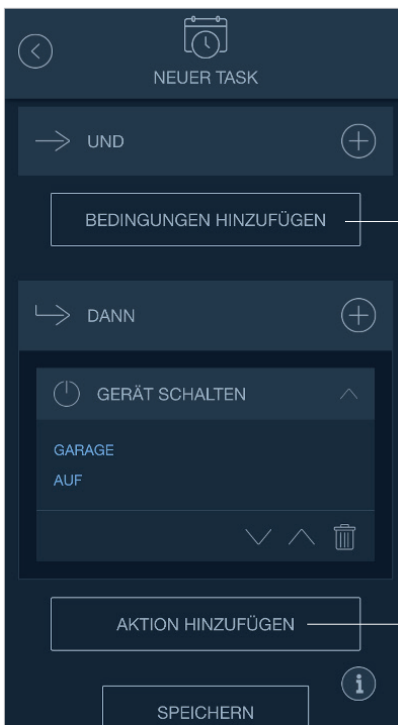 NEUER TASK
UND
BEDINGUNGEN HINZUFÜGEN
DANN
GERÄT SCHALTEN
GARAGE
AUF
AKTION HINZUFÜGEN
i
SPEICHERN